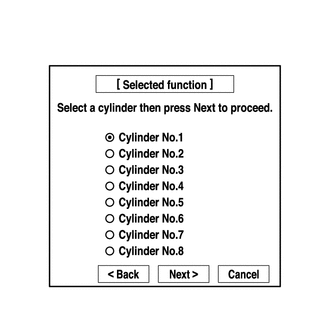 [ Selected function ]
Select a cylinder then press Next to proceed.
Cylinder No.1
Cylinder No.2
Cylinder No.3
Cylinder No.4
Cylinder No.5
Cylinder No.6
Cylinder No.7
Cylinder No.8
< Back Next > Cancel